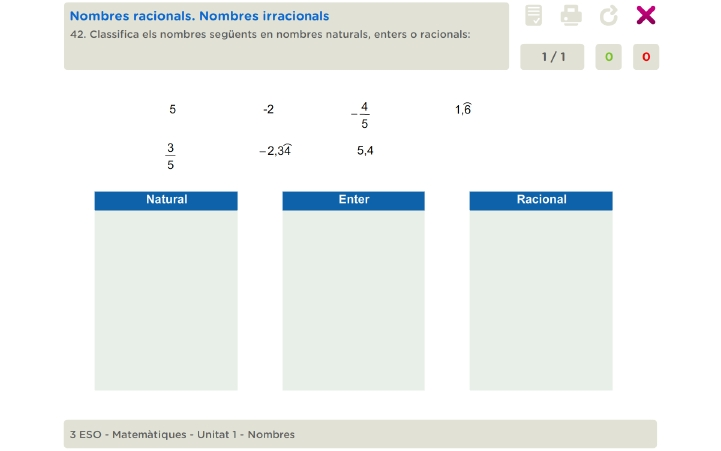 Nombres racionals. Nombres irracionals
42. Classifica els nombres següents en nombres naturals, enters o racionals:
1 / 1 0 0
5 -2 −4/5 1,6̑
3/5 −2,34̑ 5,4
Natural Enter Racional
3 ESO - Matemàtiques - Unitat 1 - Nombres